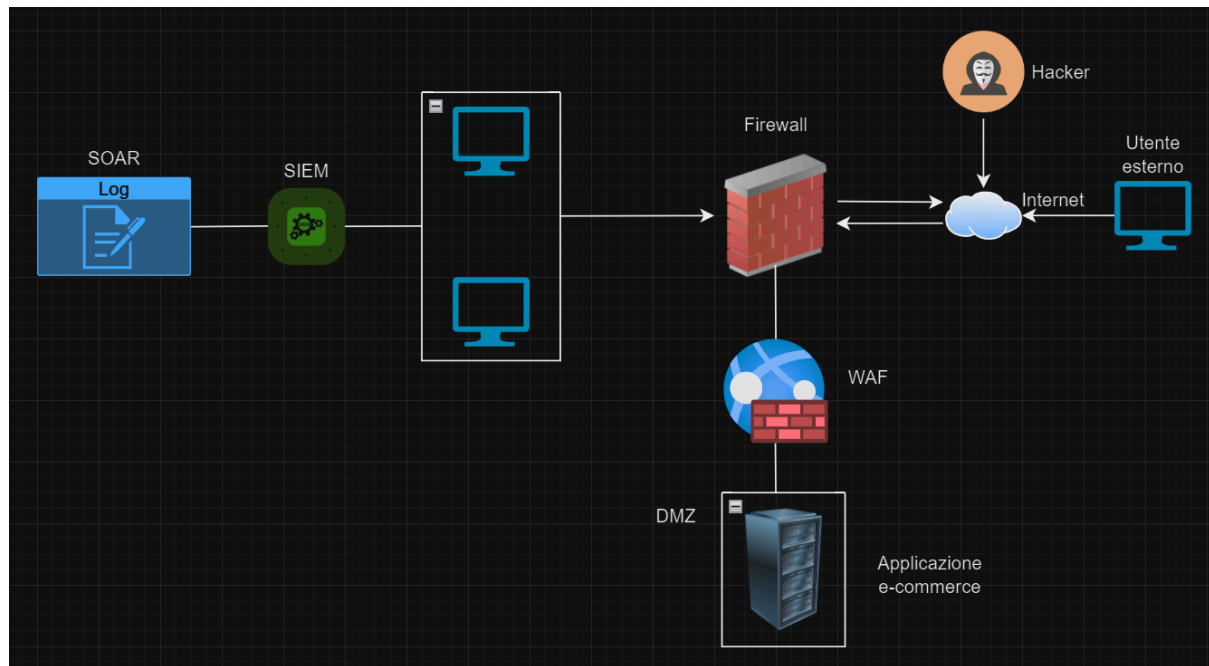 Hacker
Firewall
Utente
esterno
SOAR
Log
SIEM
Internet
WAF
DMZ
Applicazione
e-commerce